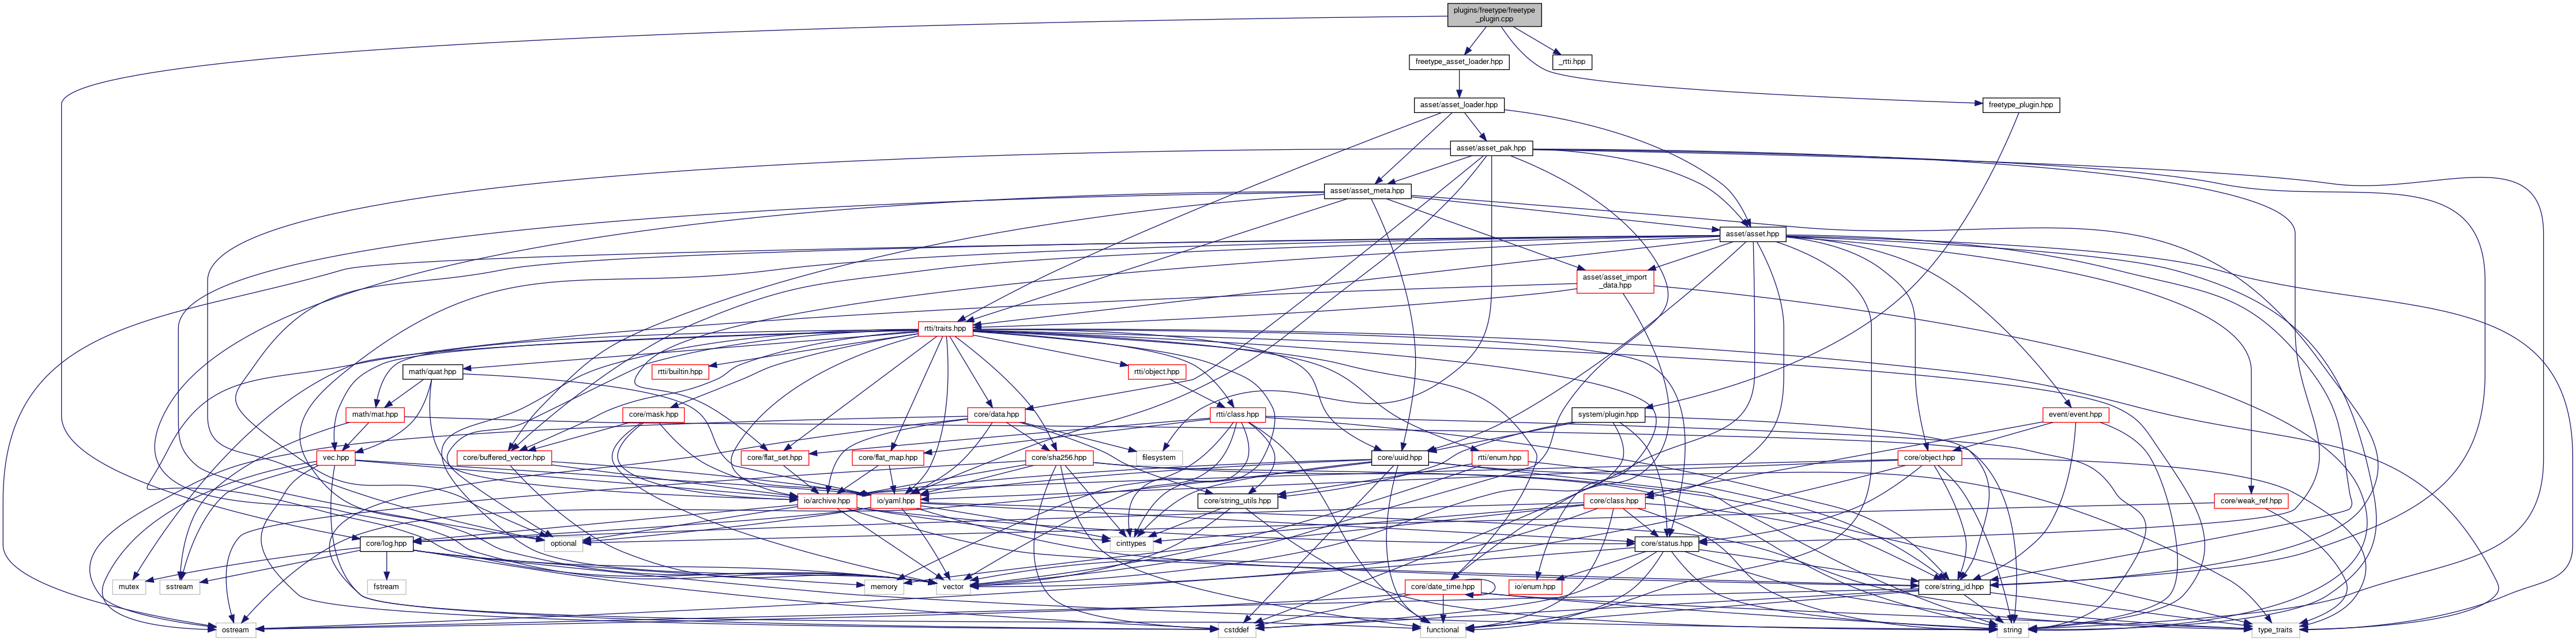 plugins/freetype/freetype
_plugin.cpp
freetype_asset_loader.hpp
_rtti.hpp
asset/asset_loader.hpp
freetype_plugin.hpp
asset/asset_pak.hpp
asset/asset_meta.hpp
asset/asset.hpp
asset/asset_import
_data.hpp
rtti/traits.hpp
math/quat.hpp
rtti/builtin.hpp
rtti/object.hpp
math/mat.hpp
core/mask.hpp
core/data.hpp
rtti/class.hpp
system/plugin.hpp
event/event.hpp
vec.hpp
core/buffered_vector.hpp
core/flat_set.hpp
core/flat_map.hpp
core/sha256.hpp
filesystem
core/uuid.hpp
rtti/enum.hpp
core/object.hpp
io/archive.hpp
io/yaml.hpp
core/string_utils.hpp
core/class.hpp
core/weak_ref.hpp
core/log.hpp
optional
cinttypes
core/status.hpp
mutex
sstream
fstream
memory
vector
core/date_time.hpp
io/enum.hpp
core/string_id.hpp
ostream
cstddef
functional
string
type_traits